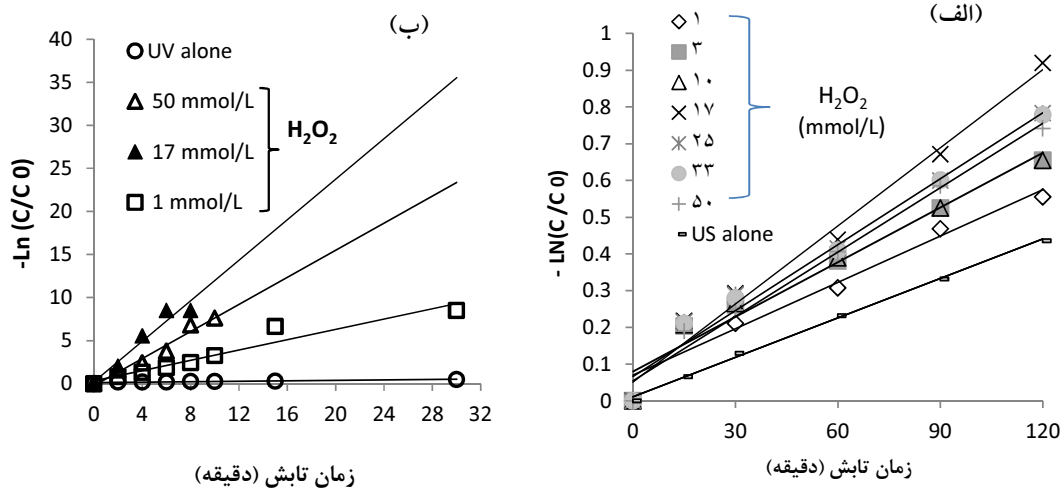 (ب)
-Ln (C/C 0)
40
35
30
25
20
15
10
5
0
UV alone
50 mmol/L
17 mmol/L
1 mmol/L
H₂O₂
0 4 8 12 16 20 24 28 32
زمان تابش (دقیقه)
(الف)
- LN(C /C 0)
1
0.9
0.8
0.7
0.6
0.5
0.4
0.3
0.2
0.1
0
۱
۳
۱۰
۱۷
۲۵
۳۳
۵۰
US alone
H₂O₂
(mmol/L)
0 30 60 90 120
زمان تابش (دقیقه)